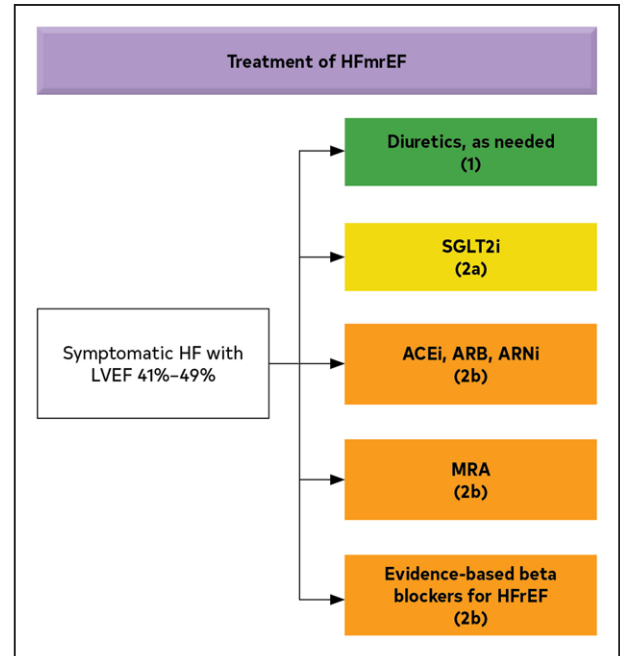 Treatment of HFmrEF
Diuretics, as needed
(1)
SGLT2i
(2a)
Symptomatic HF with
LVEF 41%–49%
ACEi, ARB, ARNi
(2b)
MRA
(2b)
Evidence-based beta
blockers for HFrEF
(2b)